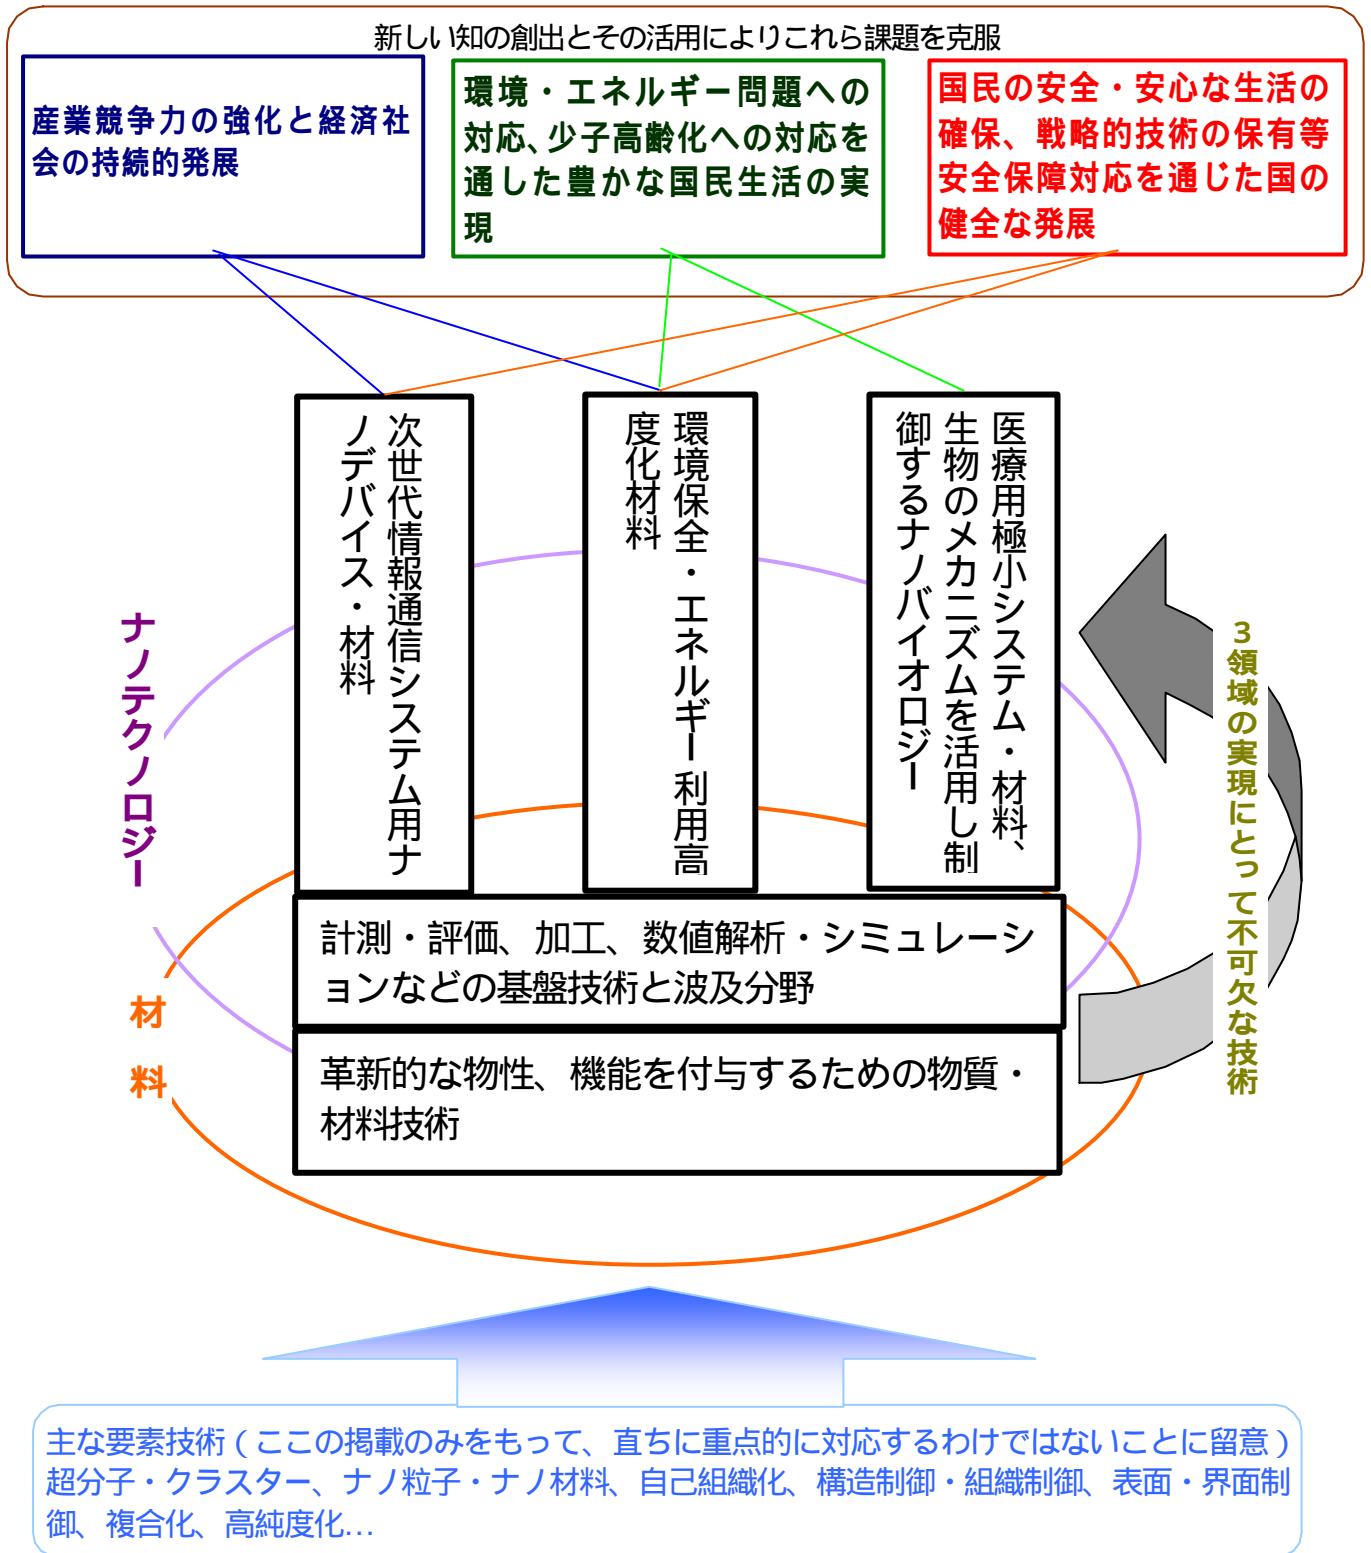 新しい知の創出とその活用によりこれら課題を克服
産業競争力の強化と経済社
会の持続的発展
環境・エネルギー問題への
対応、少子高齢化への対応を
通した豊かな国民生活の実
現
国民の安全・安心な生活の
確保、戦略的技術の保有等
安全保障対応を通じた国の
健全な発展
次世代情報通信システム用ナ
ノデバイス・材料
環境保全・エネルギー利用高
度化材料
医療用極小システム・材料、
生物のメカニズムを活用し制
御するナノバイオロジー
ナノテクノロジー
材料
3領域の実現にとって不可欠な技術
計測・評価、加工、数値解析・シミュレーシ
ョンなどの基盤技術と波及分野
革新的な物性、機能を付与するための物質・
材料技術
主な要素技術（ここの掲載のみをもって、直ちに重点的に対応するわけではないことに留意）
超分子・クラスター、ナノ粒子・ナノ材料、自己組織化、構造制御・組織制御、表面・界面制
御、複合化、高純度化…